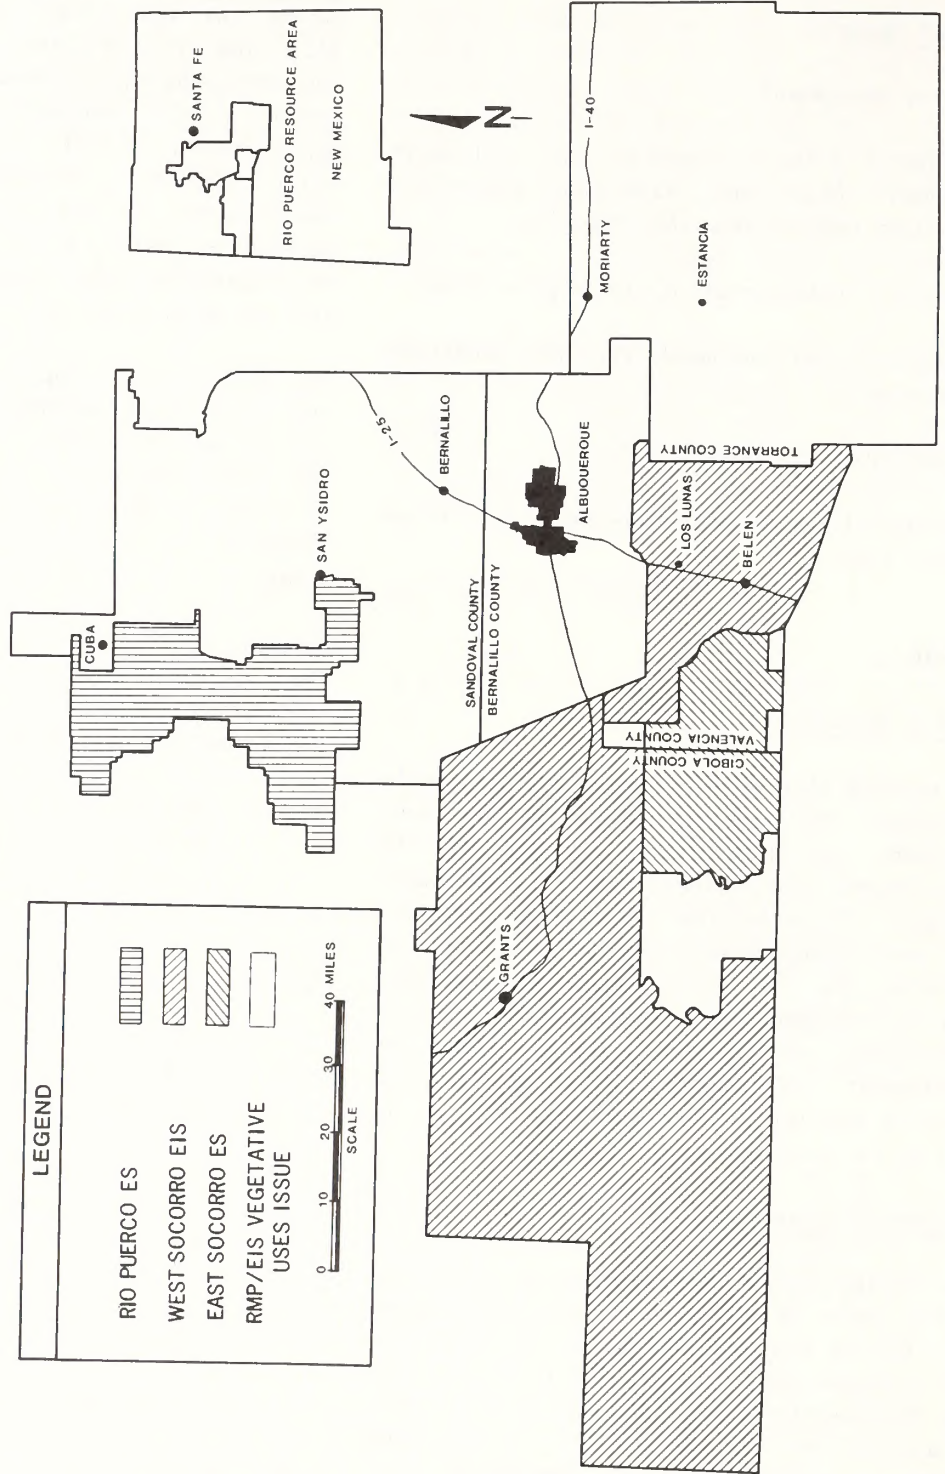 LEGEND
RIO PUERCO ES
WEST SOCORRO EIS
EAST SOCORRO ES
RMP/EIS VEGETATIVE
USES ISSUE
0 10 20 30 40 MILES
SCALE
SANTA FE
RIO PUERCO RESOURCE AREA
NEW MEXICO
N
CUBA
SAN YSIDRO
I-25
BERNALILLO
SANDOVAL COUNTY
BERNALILLO COUNTY
ALBUQUERQUE
I-40
MORIARTY
ESTANCIA
TORRANCE COUNTY
LOS LUNAS
BELEN
VALENCIA COUNTY
CIBOLA COUNTY
GRANTS